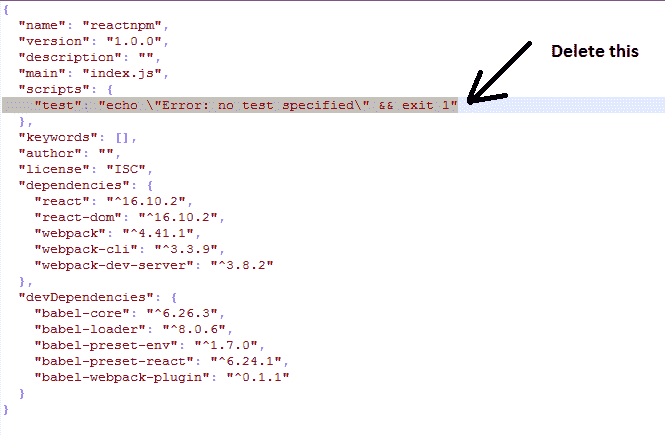 {
  "name": "reactnpm",
  "version": "1.0.0",
  "description": "",
  "main": "index.js",
  "scripts": {
    "test": "echo \"Error: no test specified\" && exit 1"
  },
  "keywords": [],
  "author": "",
  "license": "ISC",
  "dependencies": {
    "react": "^16.10.2",
    "react-dom": "^16.10.2",
    "webpack": "^4.41.1",
    "webpack-cli": "^3.3.9",
    "webpack-dev-server": "^3.8.2"
  },
  "devDependencies": {
    "babel-core": "^6.26.3",
    "babel-loader": "^8.0.6",
    "babel-preset-env": "^1.7.0",
    "babel-preset-react": "^6.24.1",
    "babel-webpack-plugin": "^0.1.1"
  }
}
Delete this